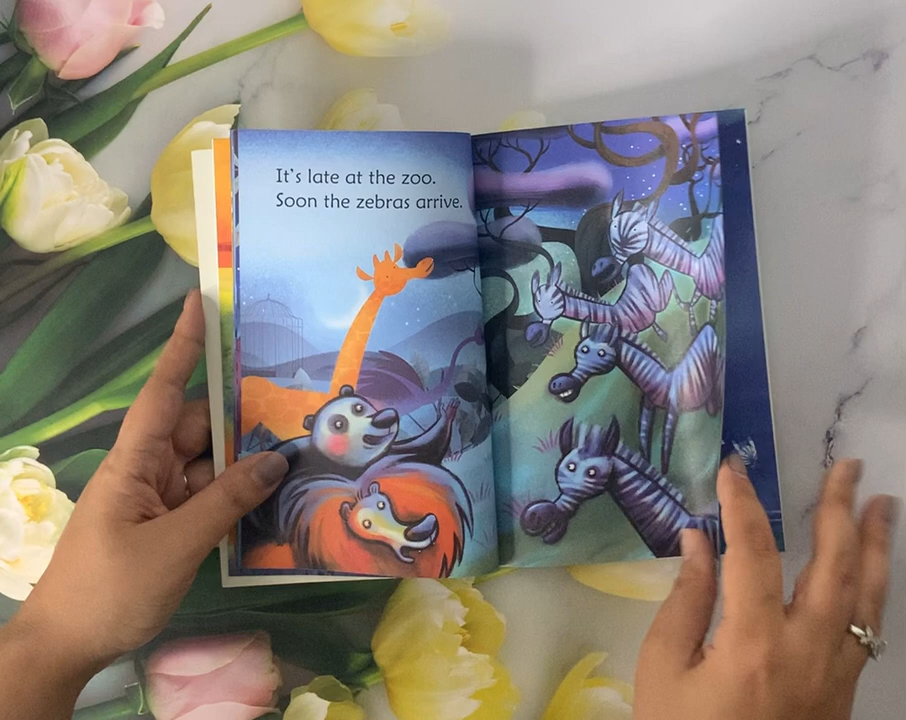 It's late at the zoo.
Soon the zebras arrive.